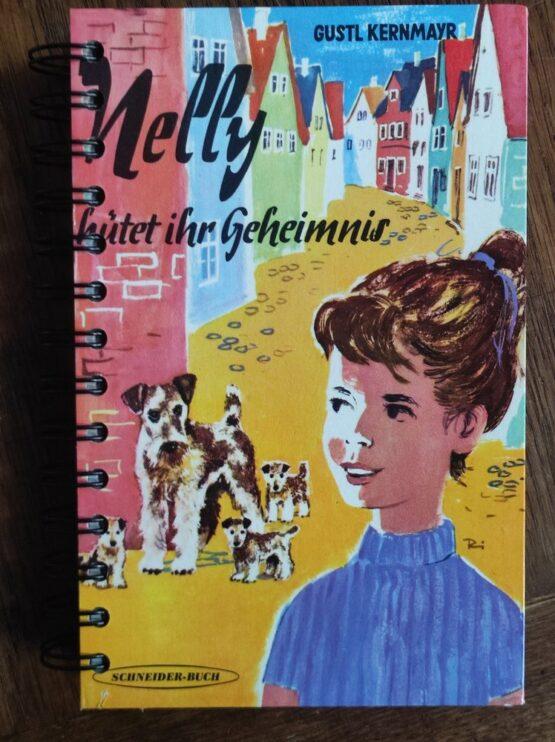 GUSTL KERNMAYR
Nelly
hütet ihr Geheimnis
Ri
SCHNEIDER-BUCH